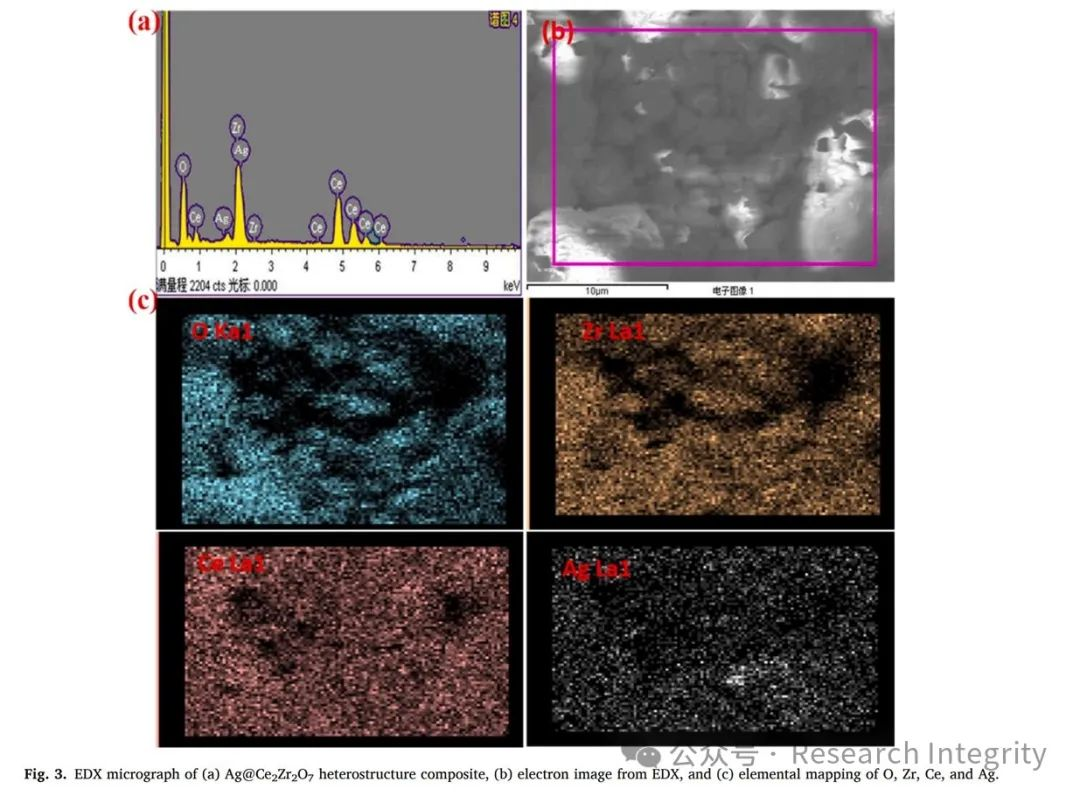 (a)
谱图 4
Zr
Ag
O
Ce
Ag
Zr
Ce
Ce
Ce
Ce
Ce
0 1 2 3 4 5 6 7 8 9
满量程 2204 cts 光标: 0.000 keV
(b)
10μm 电子图像 1
(c)
O Ka1
Zr La1
Ce La1
Ag La1
公众号 · Research Integrity
Fig. 3. EDX micrograph of (a) Ag@Ce₂Zr₂O₇ heterostructure composite, (b) electron image from EDX, and (c) elemental mapping of O, Zr, Ce, and Ag.